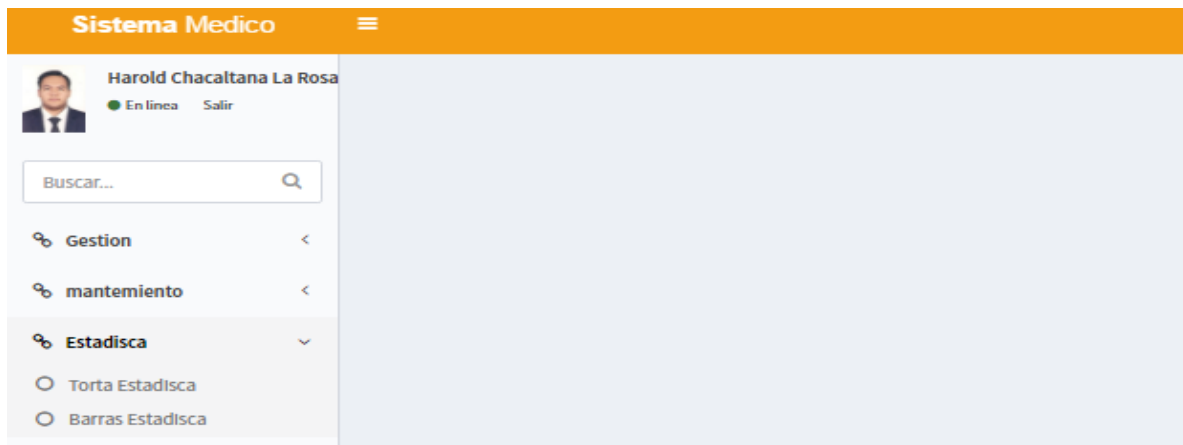 Sistema Medico
Harold Chacaltana La Rosa
En linea Salir
Buscar...
Gestion
mantemiento
Estadisca
Torta Estadisca
Barras Estadisca